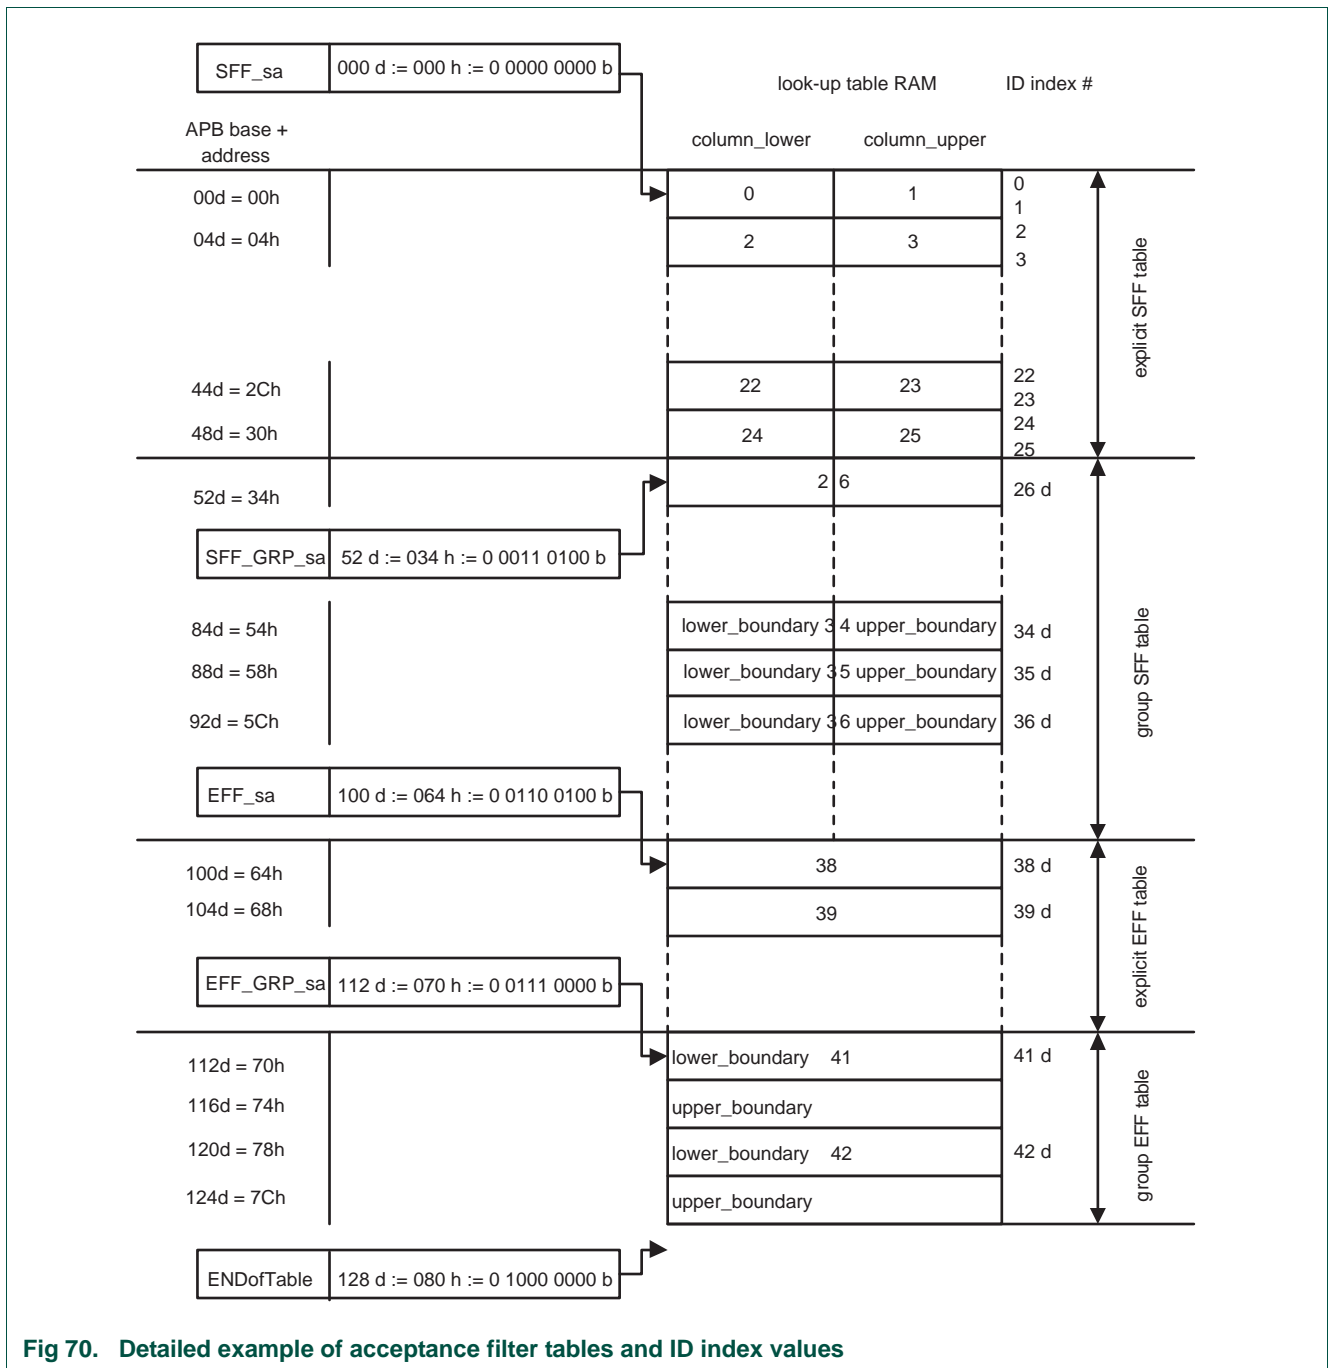 SFF_sa 000 d := 000 h := 0 0000 0000 b
look-up table RAM ID index #
APB base +
address
column_lower column_upper
00d = 00h 0 1 0
1
04d = 04h 2 3 2
3
explicit SFF table
44d = 2Ch 22 23 22
23
48d = 30h 24 25 24
25
52d = 34h 2 6 26 d
SFF_GRP_sa 52 d := 034 h := 0 0011 0100 b
84d = 54h lower_boundary 3 4 upper_boundary 34 d
88d = 58h lower_boundary 3 5 upper_boundary 35 d
92d = 5Ch lower_boundary 3 6 upper_boundary 36 d
group SFF table
EFF_sa 100 d := 064 h := 0 0110 0100 b
100d = 64h 38 38 d
104d = 68h 39 39 d
explicit EFF table
EFF_GRP_sa 112 d := 070 h := 0 0111 0000 b
112d = 70h lower_boundary 41 41 d
116d = 74h upper_boundary
120d = 78h lower_boundary 42 42 d
124d = 7Ch upper_boundary
group EFF table
ENDofTable 128 d := 080 h := 0 1000 0000 b
Fig 70. Detailed example of acceptance filter tables and ID index values